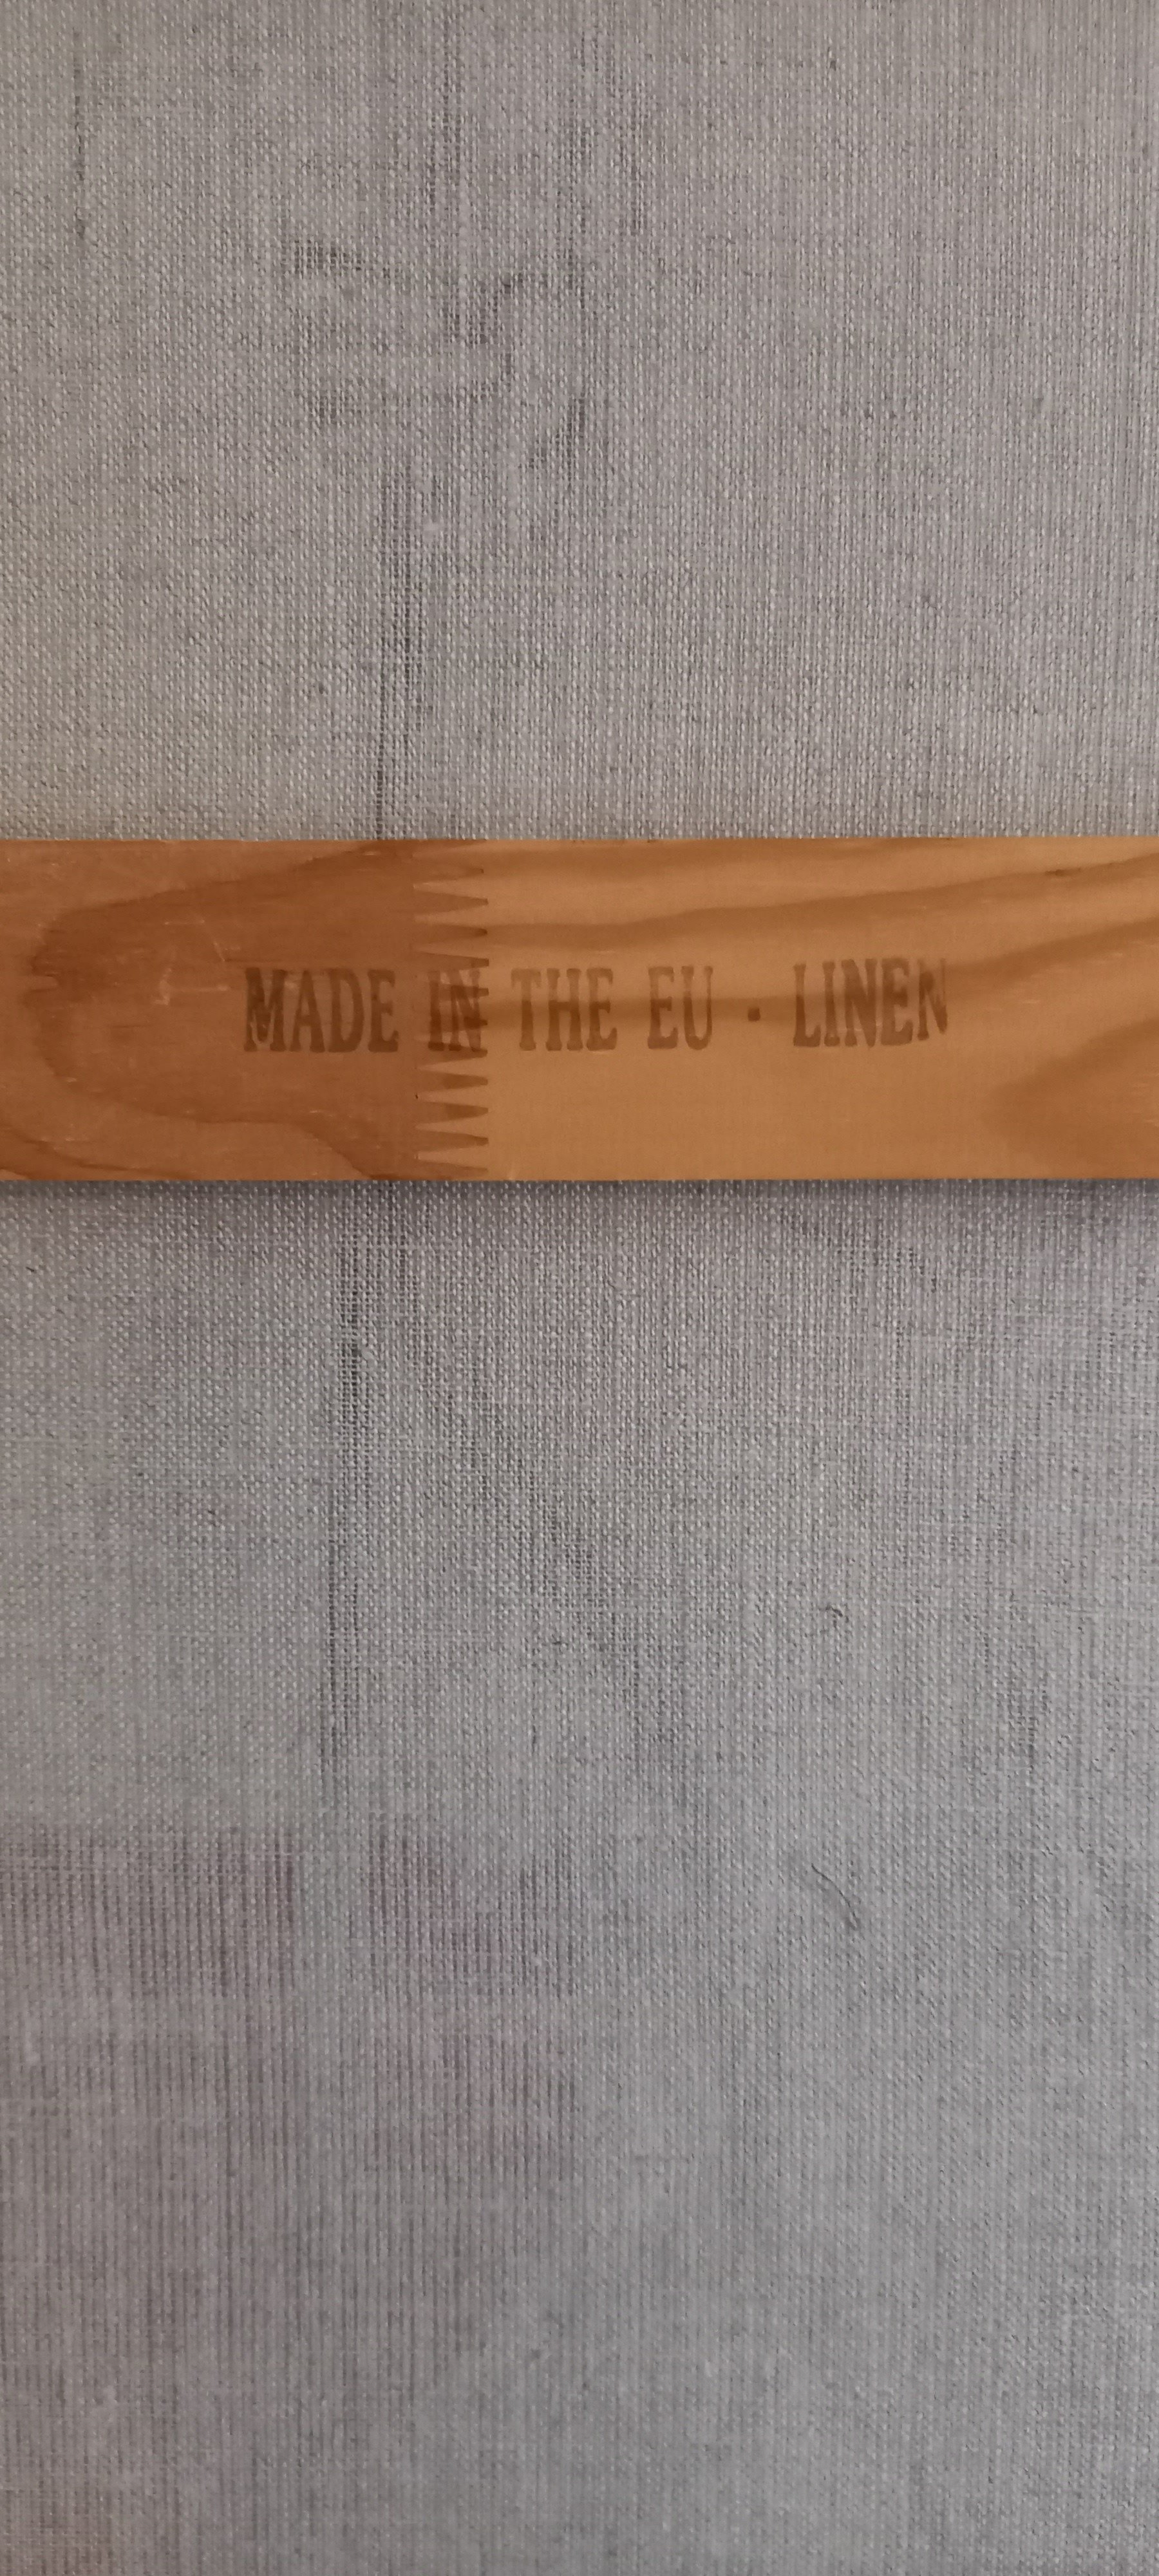 MADE IN THE EU · LINEN